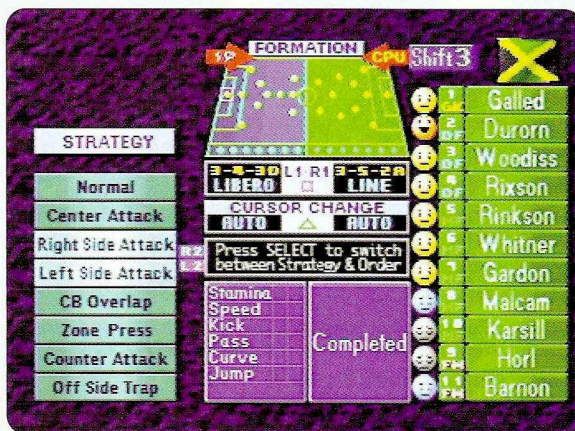 FORMATION
1P
CPU
Shift 3
STRATEGY
Normal
Center Attack
Right Side Attack
Left Side Attack
CB Overlap
Zone Press
Counter Attack
Off Side Trap
3-4-3D L1 R1 3-5-2A
LIBERO □ LINE
CURSOR CHANGE
AUTO △ AUTO
R2
L2
Press SELECT to switch
between Strategy & Order
Stamina
Speed
Kick
Pass
Curve
Jump
Completed
1 GK Galled
2 DF Durorn
3 DF Woodiss
4 DF Rixson
5 Rinkson
6 Whitner
7 Gardon
8 Malcam
10 Karsill
9 FW Horl
11 FW Barnon